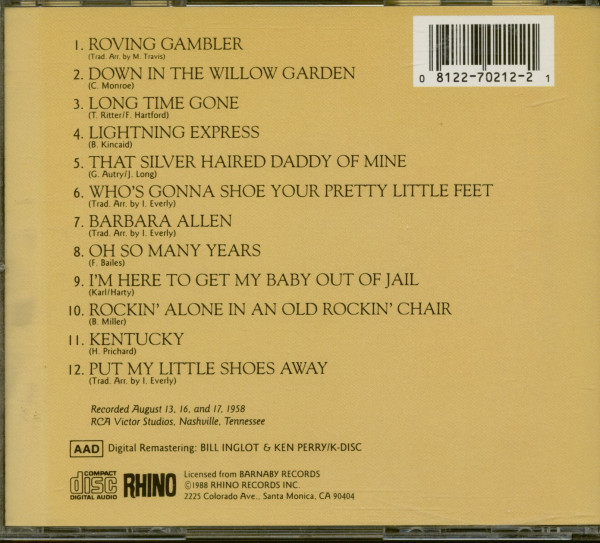 1. ROVING GAMBLER
(Trad. Arr. by M. Travis)
2. DOWN IN THE WILLOW GARDEN
(C. Monroe)
3. LONG TIME GONE
(T. Ritter/F. Hartford)
4. LIGHTNING EXPRESS
(B. Kincaid)
5. THAT SILVER HAIRED DADDY OF MINE
(G. Autry/J. Long)
6. WHO'S GONNA SHOE YOUR PRETTY LITTLE FEET
(Trad. Arr. by I. Everly)
7. BARBARA ALLEN
(Trad. Arr. by I. Everly)
8. OH SO MANY YEARS
(F. Bailes)
9. I'M HERE TO GET MY BABY OUT OF JAIL
(Karl/Harty)
10. ROCKIN' ALONE IN AN OLD ROCKIN' CHAIR
(B. Miller)
11. KENTUCKY
(H. Prichard)
12. PUT MY LITTLE SHOES AWAY
(Trad. Arr. by I. Everly)
0 8122-70212-2 1
Recorded August 13, 16, and 17, 1958
RCA Victor Studios, Nashville, Tennessee
AAD Digital Remastering: BILL INGLOT & KEN PERRY/K-DISC
COMPACT
disc
DIGITAL AUDIO
RHINO
Licensed from BARNABY RECORDS
©1988 RHINO RECORDS INC.
2225 Colorado Ave., Santa Monica, CA 90404